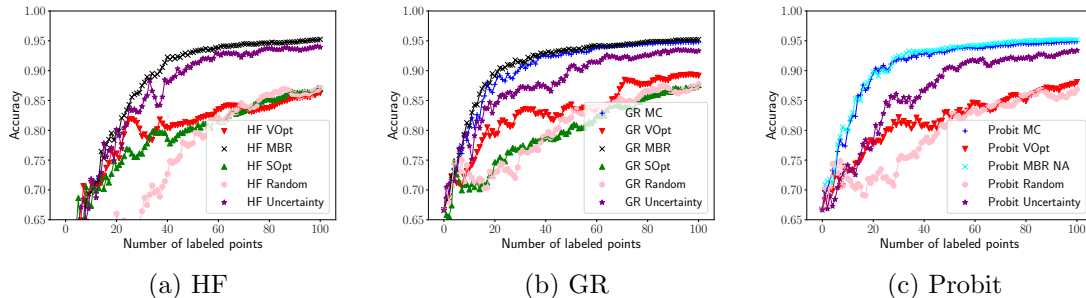 1.00
0.95
0.90
0.85
0.80
0.75
0.70
0.65
Accuracy
HF VOpt
HF MBR
HF SOpt
HF Random
HF Uncertainty
0 20 40 60 80 100
Number of labeled points
(a) HF
1.00
0.95
0.90
0.85
0.80
0.75
0.70
0.65
Accuracy
GR MC
GR VOpt
GR MBR
GR SOpt
GR Random
GR Uncertainty
0 20 40 60 80 100
Number of labeled points
(b) GR
1.00
0.95
0.90
0.85
0.80
0.75
0.70
0.65
Accuracy
Probit MC
Probit VOpt
Probit MBR NA
Probit Random
Probit Uncertainty
0 20 40 60 80 100
Number of labeled points
(c) Probit